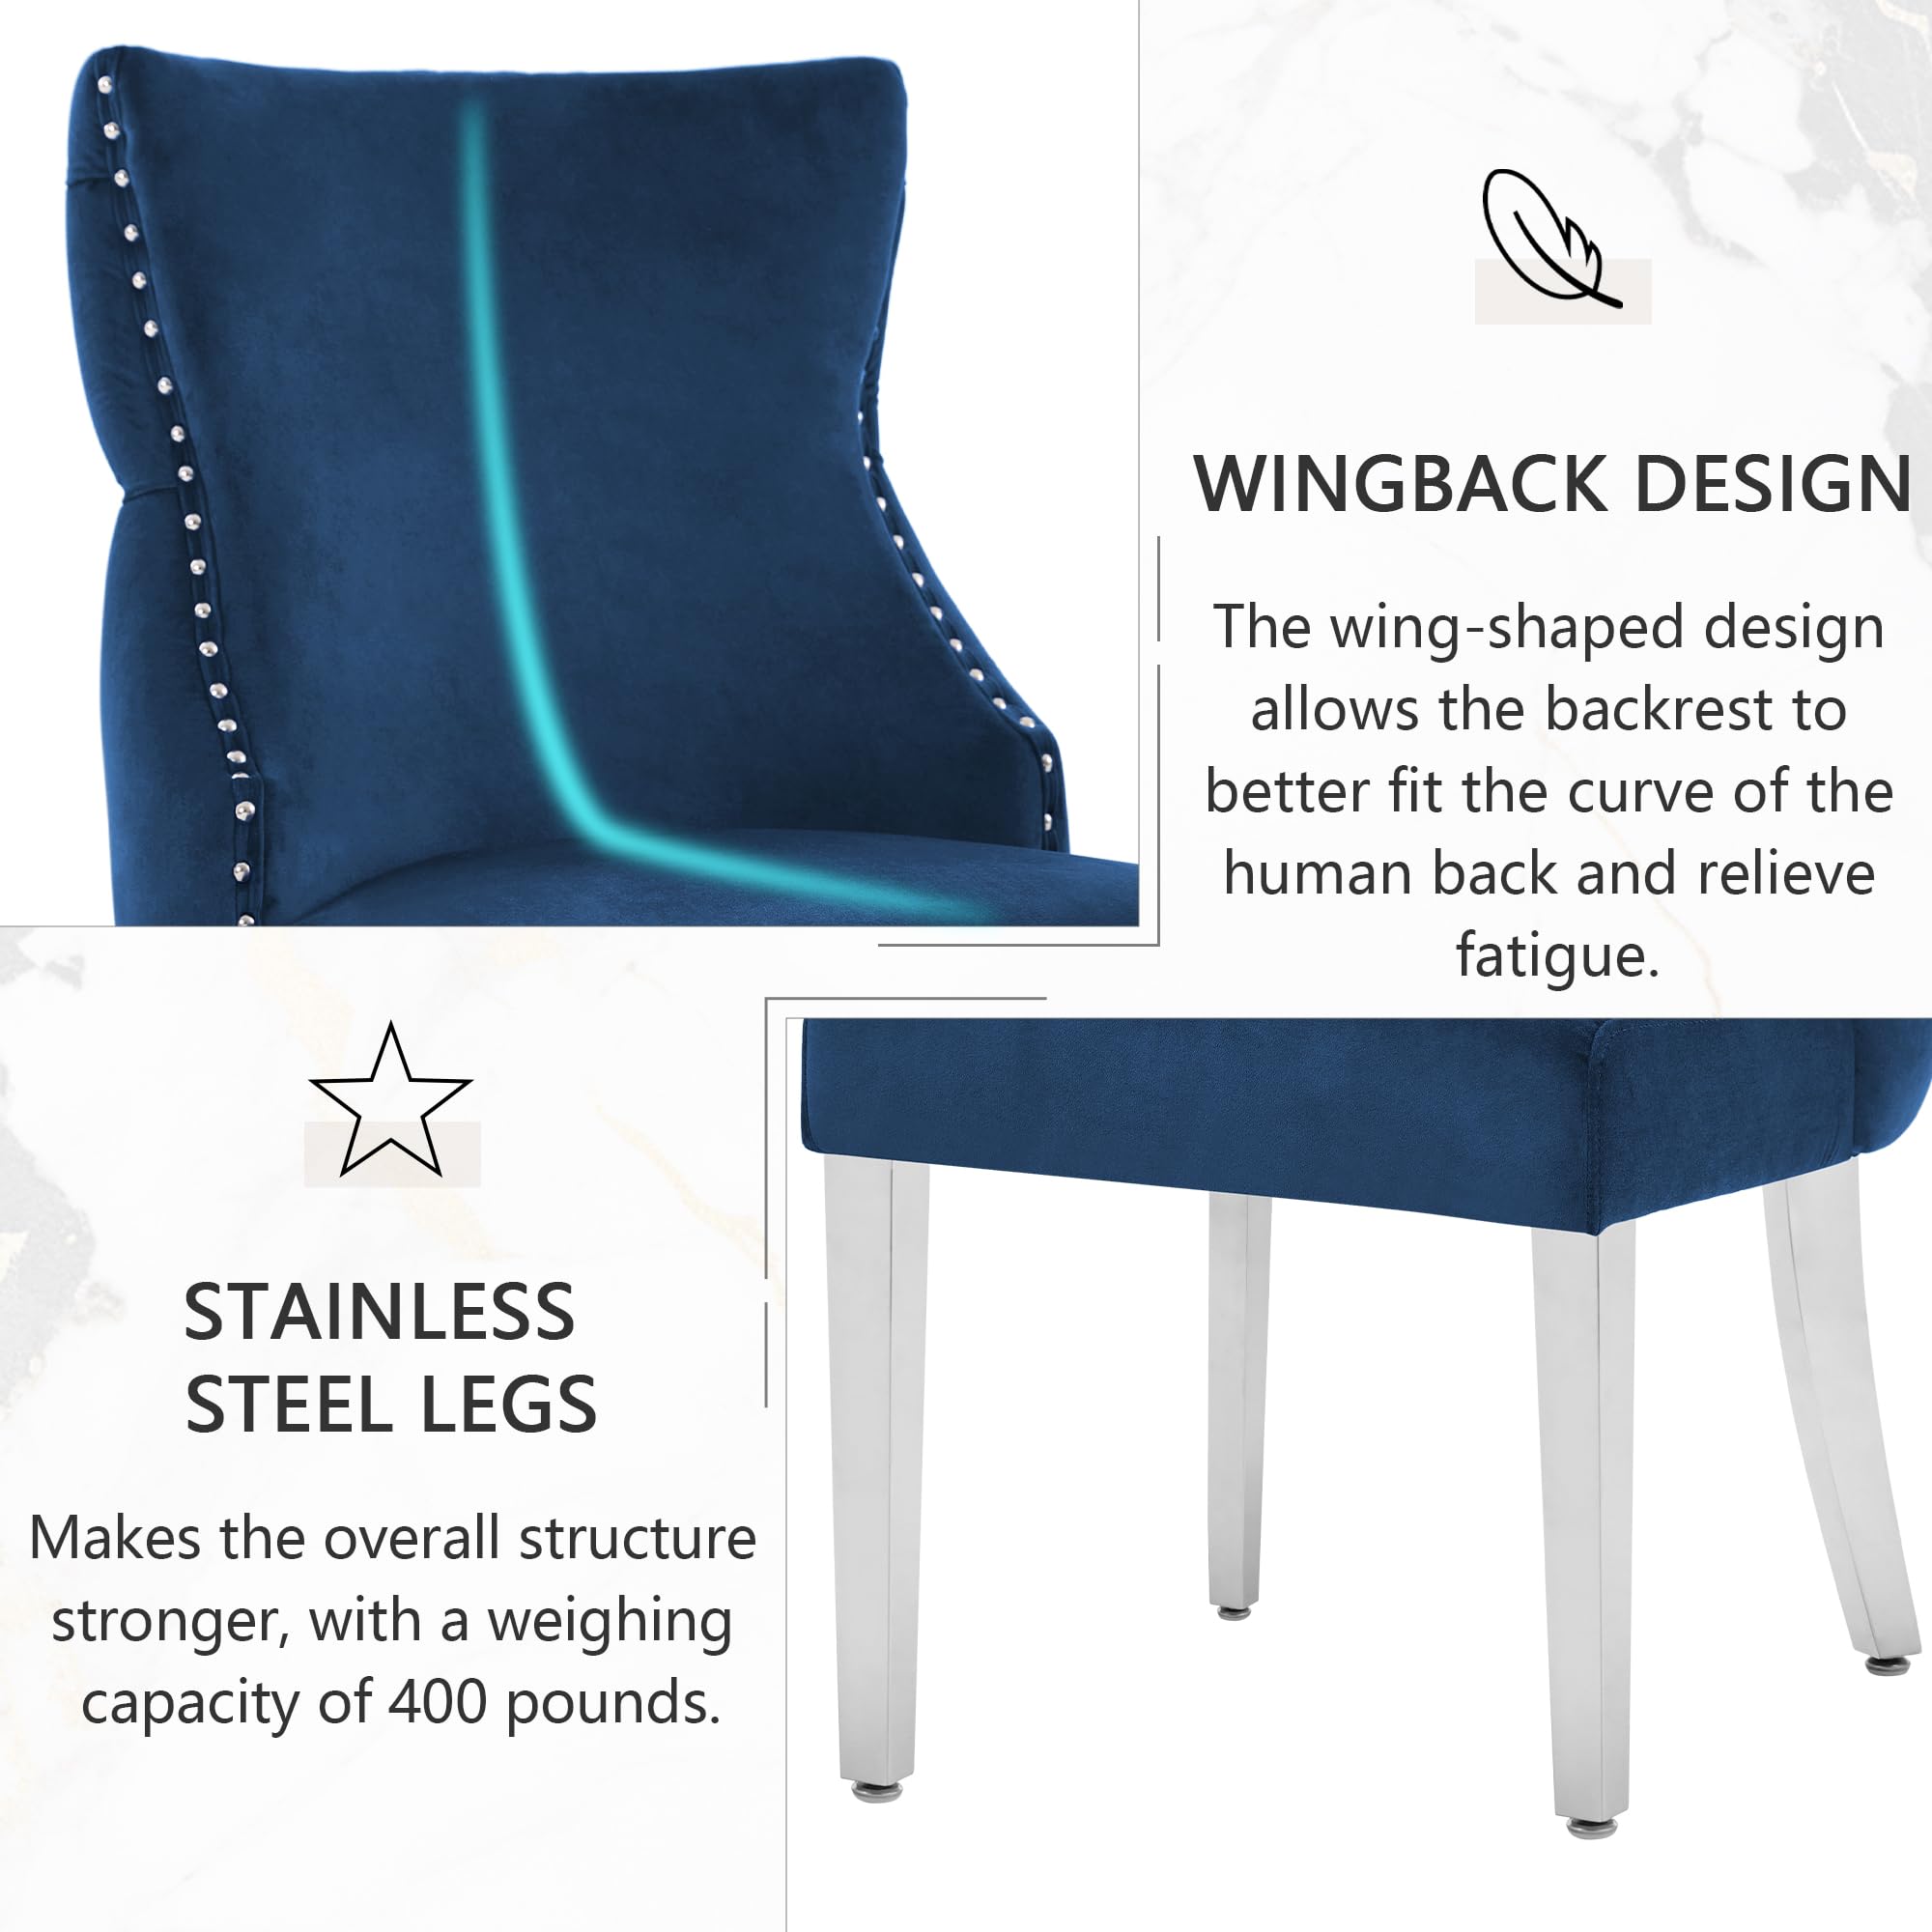 WINGBACK DESIGN
The wing-shaped design
allows the backrest to
better fit the curve of the
human back and relieve
fatigue.
STAINLESS
STEEL LEGS
Makes the overall structure
stronger, with a weighing
capacity of 400 pounds.